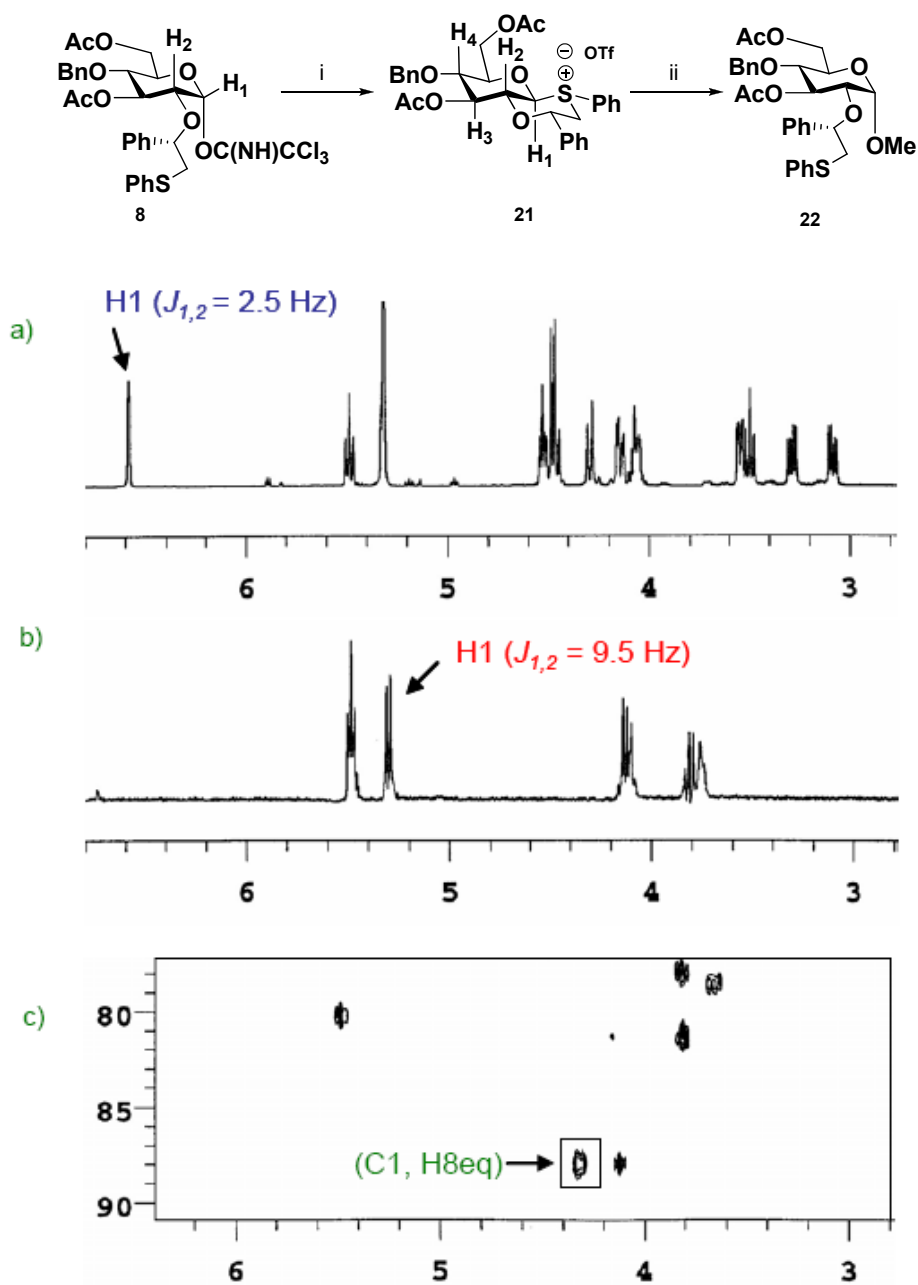 AcO
H2
BnO
O
H1
AcO
O
Ph
OC(NH)CCl3
PhS
8
i
OAc
H4
H2
⊖ OTf
BnO
O
⊕
S
Ph
AcO
O
H3
Ph
H1
21
ii
AcO
BnO
O
AcO
O
Ph
OMe
PhS
22
a)
H1 (J1,2 = 2.5 Hz)
6 5 4 3
b)
H1 (J1,2 = 9.5 Hz)
6 5 4 3
c)
80
85
(C1, H8eq)
90
6 5 4 3